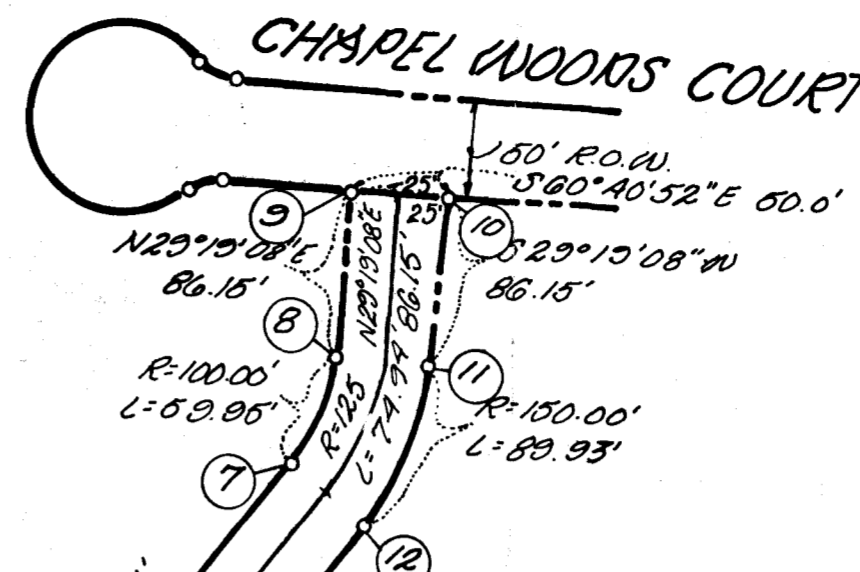 CHAPEL WOODS COURT
50' R.O.W.
S60°40'52"E 50.0'
25'
25'
9
10
N29°19'08"E
86.15'
N29°19'08"E 86.15'
S29°19'08"W
86.15'
8
11
R=100.00'
L=59.95'
R=125
L=74.94'
R=150.00'
L=89.93'
7
12